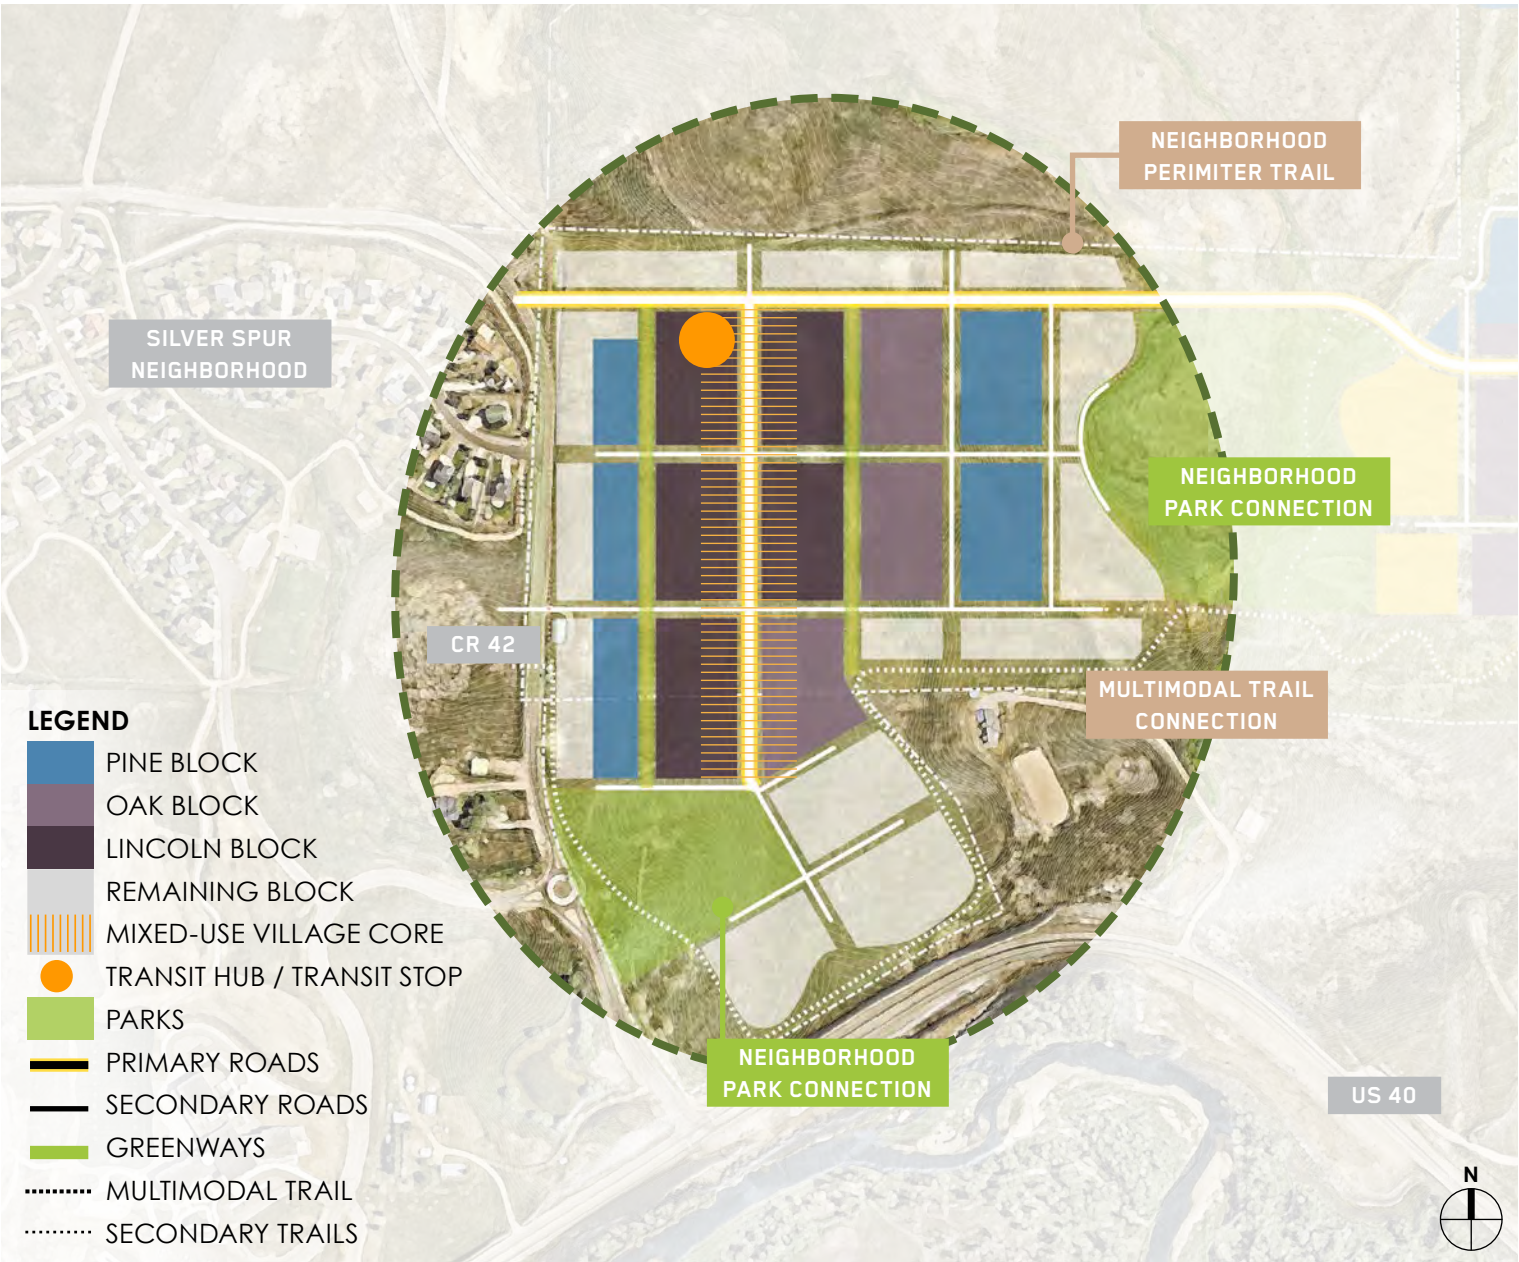 NEIGHBORHOOD
PERIMITER TRAIL
SILVER SPUR
NEIGHBORHOOD
NEIGHBORHOOD
PARK CONNECTION
CR 42
MULTIMODAL TRAIL
CONNECTION
LEGEND
PINE BLOCK
OAK BLOCK
LINCOLN BLOCK
REMAINING BLOCK
MIXED-USE VILLAGE CORE
TRANSIT HUB / TRANSIT STOP
PARKS
PRIMARY ROADS
SECONDARY ROADS
GREENWAYS
MULTIMODAL TRAIL
SECONDARY TRAILS
NEIGHBORHOOD
PARK CONNECTION
US 40
N